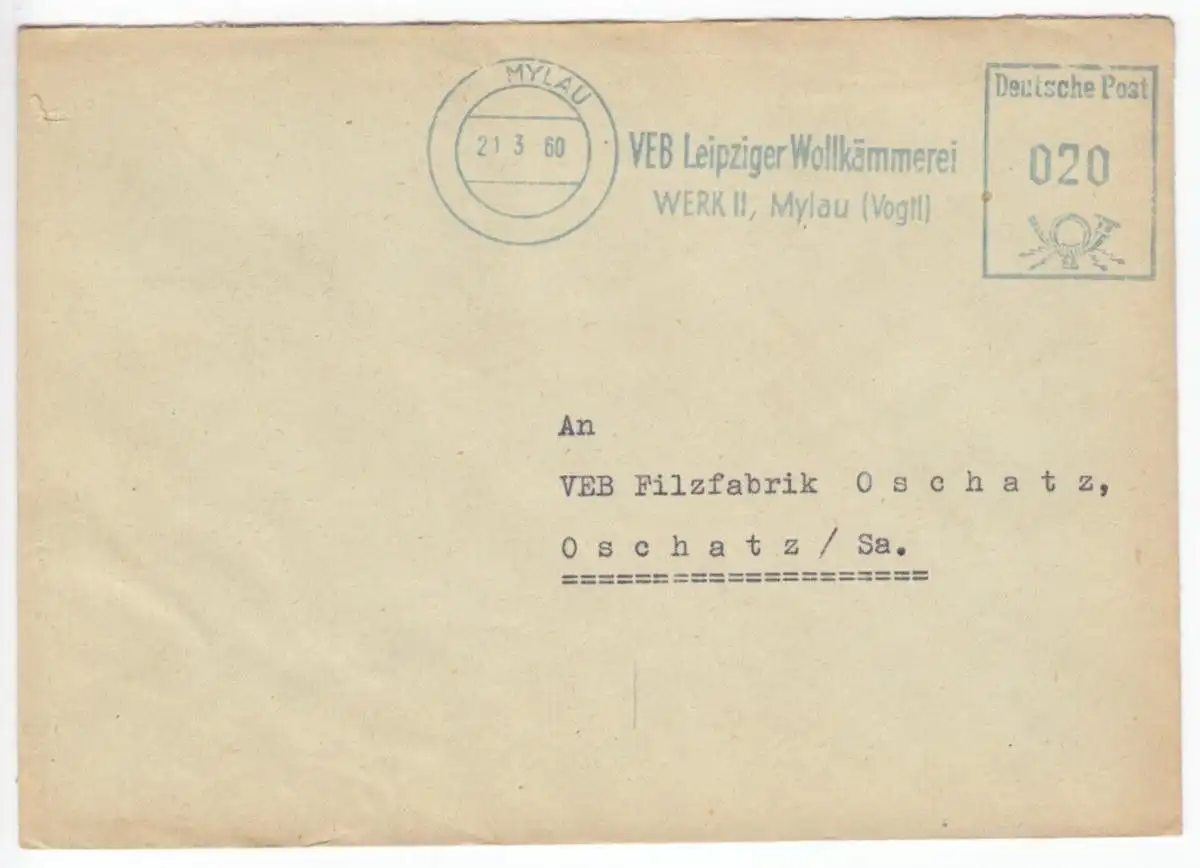 MYLAU
21 3 60
VEB Leipziger Wollkämmerei
WERK II, Mylau (Vogtl)
Deutsche Post
020
An
VEB Filzfabrik O s c h a t z,
O s c h a t z / Sa.
=====================